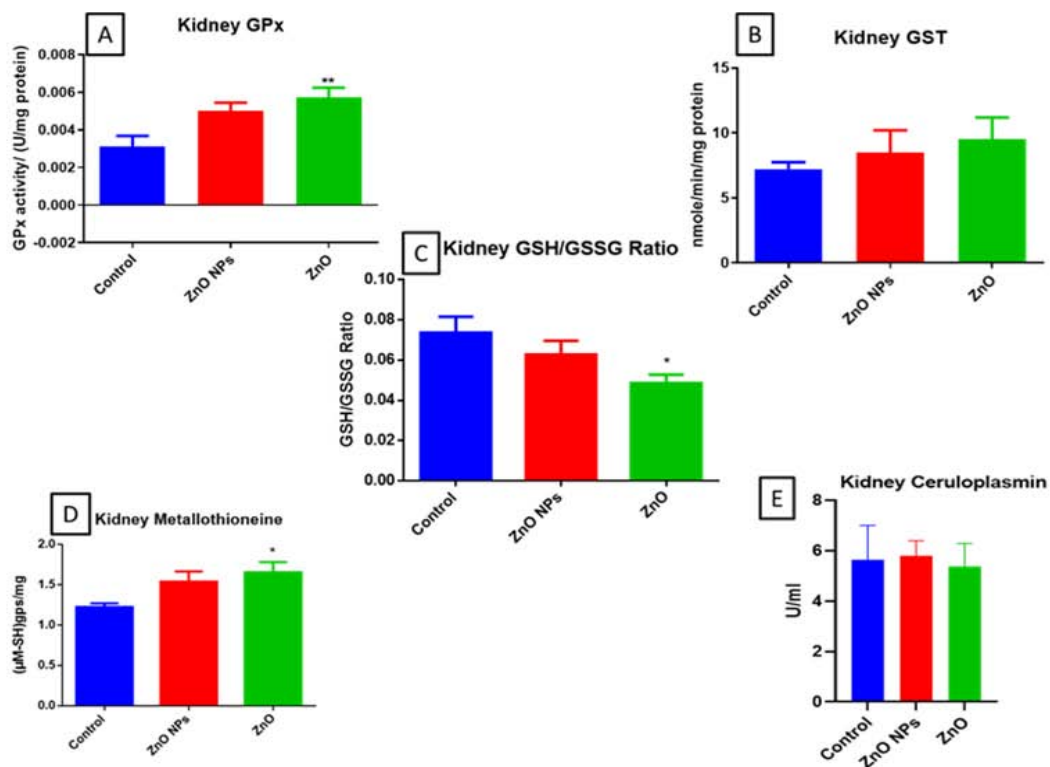 A
Kidney GPx
GPx activity/ (U/mg protein)
0.008
0.006
0.004
0.002
0.000
-0.002
**
Control
ZnO NPs
ZnO
B
Kidney GST
nmole/min/mg protein
15
10
5
0
Control
ZnO NPs
ZnO
C
Kidney GSH/GSSG Ratio
GSH/GSSG Ratio
0.10
0.08
0.06
0.04
0.02
0.00
*
Control
ZnO NPs
ZnO
D
Kidney Metallothioneine
(µM-SH)gps/mg
2.0
1.5
1.0
0.5
0.0
*
Control
ZnO NPs
ZnO
E
Kidney Ceruloplasmin
U/ml
8
6
4
2
0
Control
ZnO NPs
ZnO